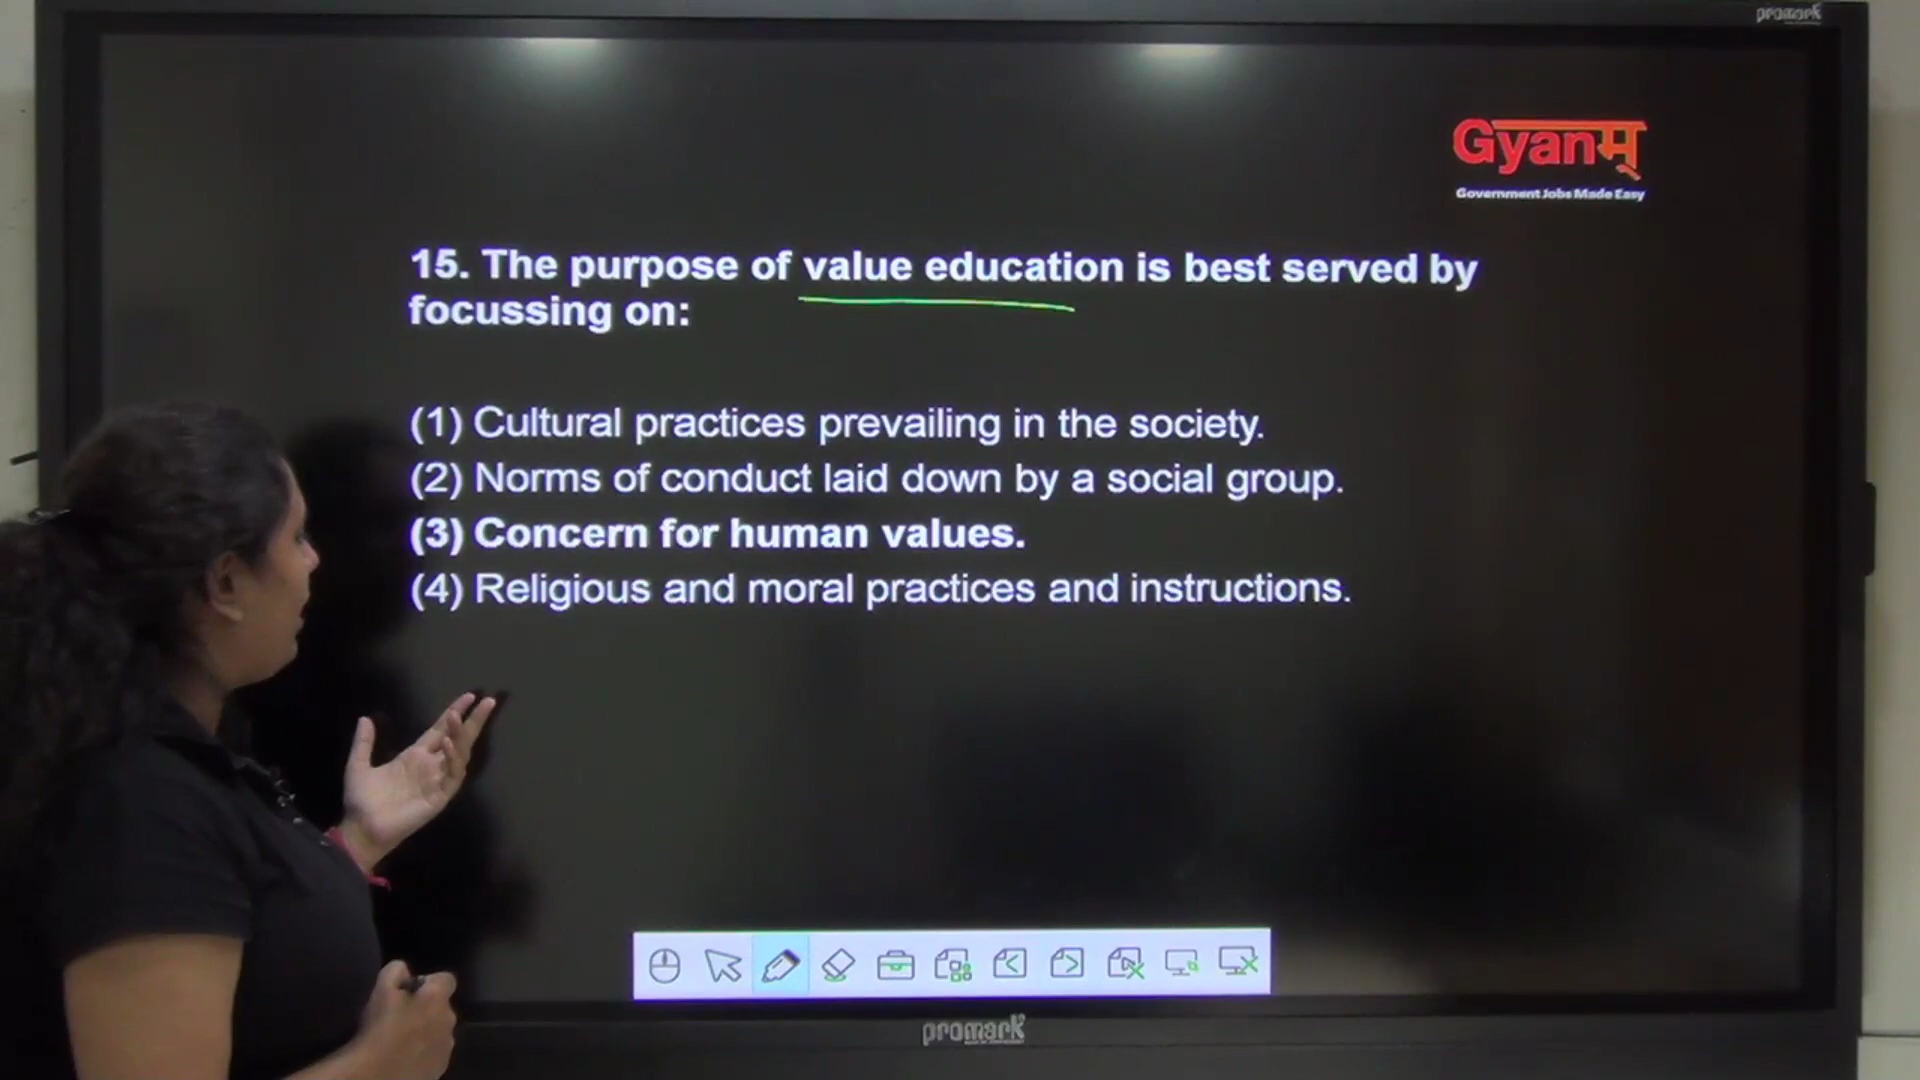 promark
Gyanम्
Government Jobs Made Easy
15. The purpose of value education is best served by
focussing on:
(1) Cultural practices prevailing in the society.
(2) Norms of conduct laid down by a social group.
(3) Concern for human values.
(4) Religious and moral practices and instructions.
promark